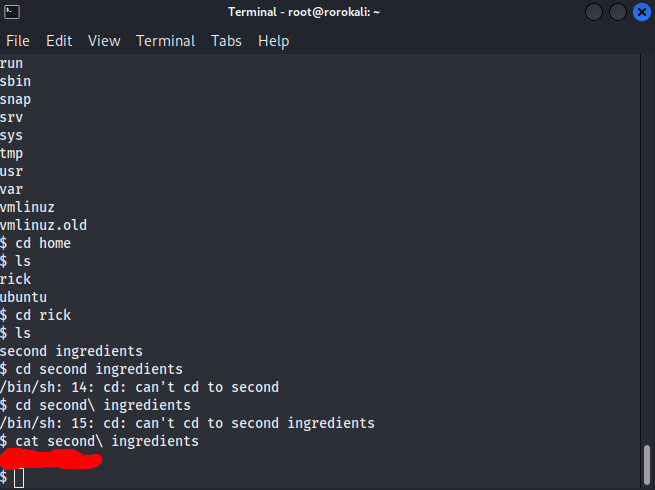 Terminal - root@rorokali: ~
File Edit View Terminal Tabs Help
run
sbin
snap
srv
sys
tmp
usr
var
vmlinuz
vmlinuz.old
$ cd home
$ ls
rick
ubuntu
$ cd rick
$ ls
second ingredients
$ cd second ingredients
/bin/sh: 14: cd: can't cd to second
$ cd second\ ingredients
/bin/sh: 15: cd: can't cd to second ingredients
$ cat second\ ingredients
$